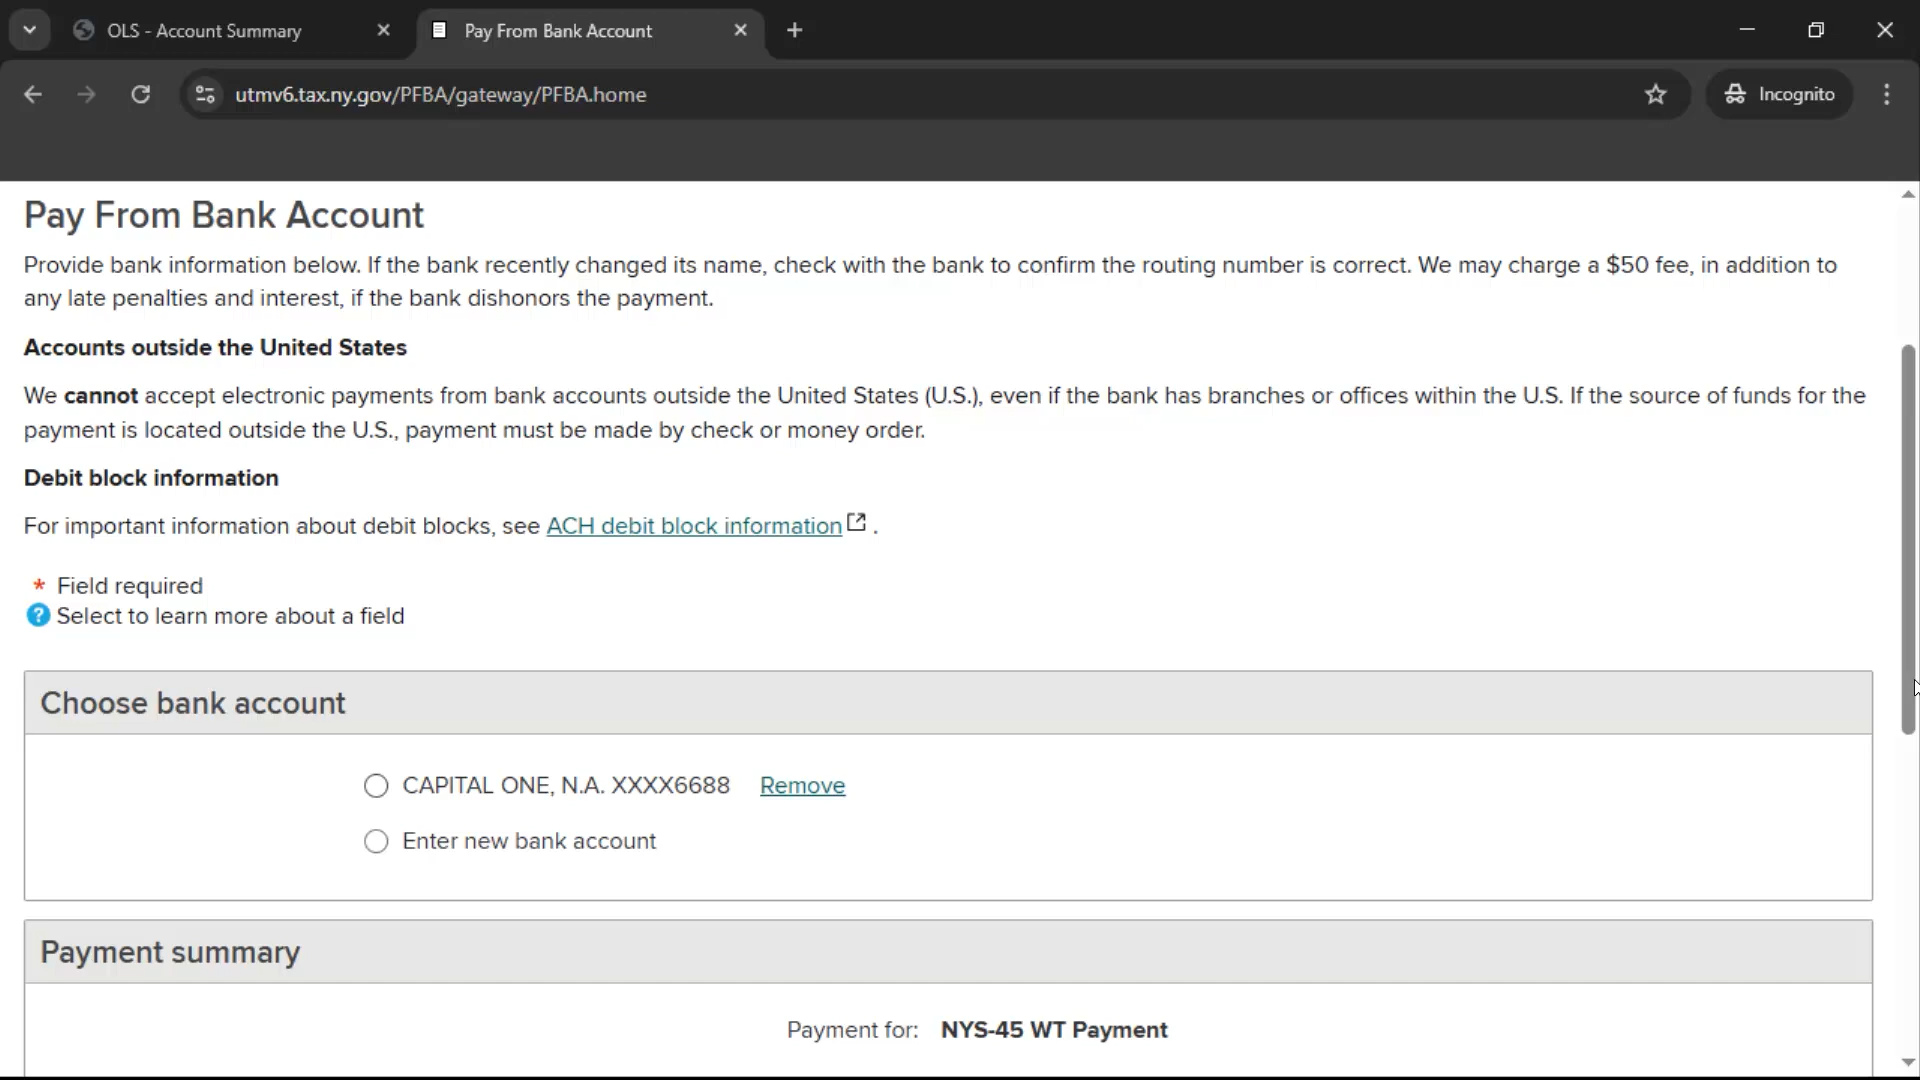 OLS - Account Summary
Pay From Bank Account
utmv6.tax.ny.gov/PFBA/gateway/PFBA.home
Incognito
Pay From Bank Account
Provide bank information below. If the bank recently changed its name, check with the bank to confirm the routing number is correct. We may charge a $50 fee, in addition to
any late penalties and interest, if the bank dishonors the payment.
Accounts outside the United States
We cannot accept electronic payments from bank accounts outside the United States (U.S.), even if the bank has branches or offices within the U.S. If the source of funds for the
payment is located outside the U.S., payment must be made by check or money order.
Debit block information
For important information about debit blocks, see ACH debit block information .
* Field required
? Select to learn more about a field
Choose bank account
CAPITAL ONE, N.A. XXXX6688 Remove
Enter new bank account
Payment summary
Payment for: NYS-45 WT Payment